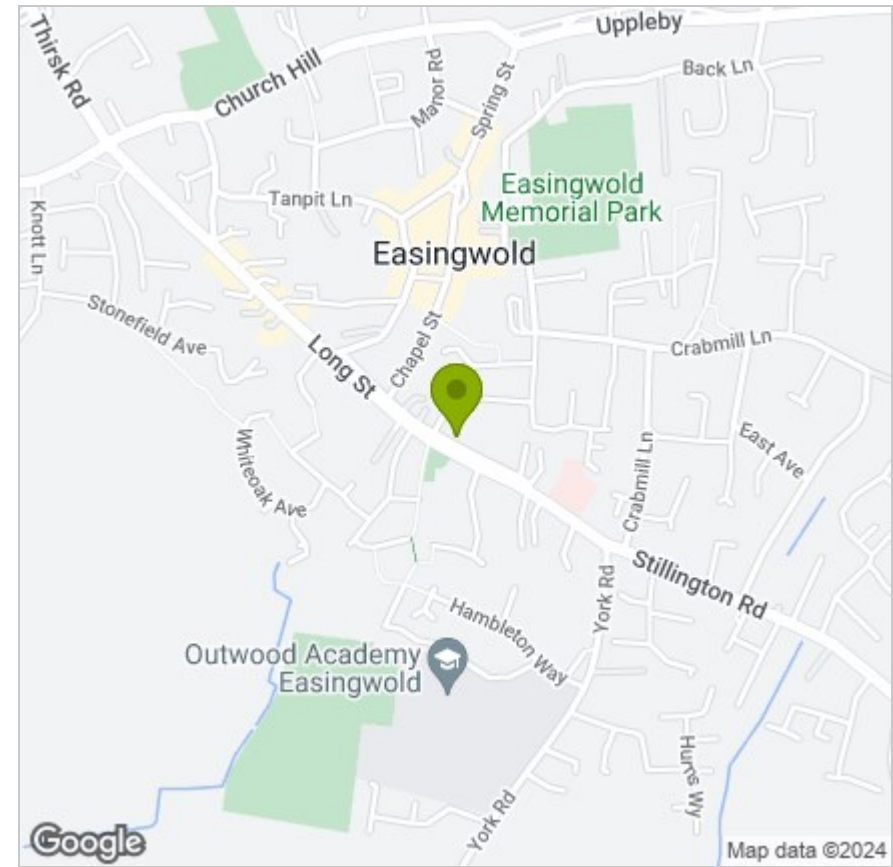 Thirsk Rd
Church Hill
Uppleby
Back Ln
Manor Rd
Spring St
Easingwold
Memorial Park
Tanpit Ln
Knott Ln
Easingwold
Stonefield Ave
Long St
Chapel St
Crabmill Ln
Whiteoak Ave
East Ave
Crabmill Ln
Stillington Rd
York Rd
Hambleton Way
Outwood Academy
Easingwold
Hurns Wy
York Rd
Google
Map data ©2024